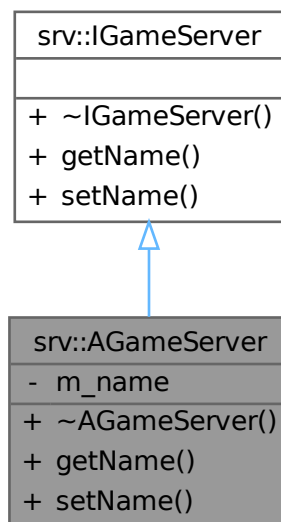 srv::IGameServer
+ ~IGameServer()
+ getName()
+ setName()
srv::AGameServer
- m_name
+ ~AGameServer()
+ getName()
+ setName()